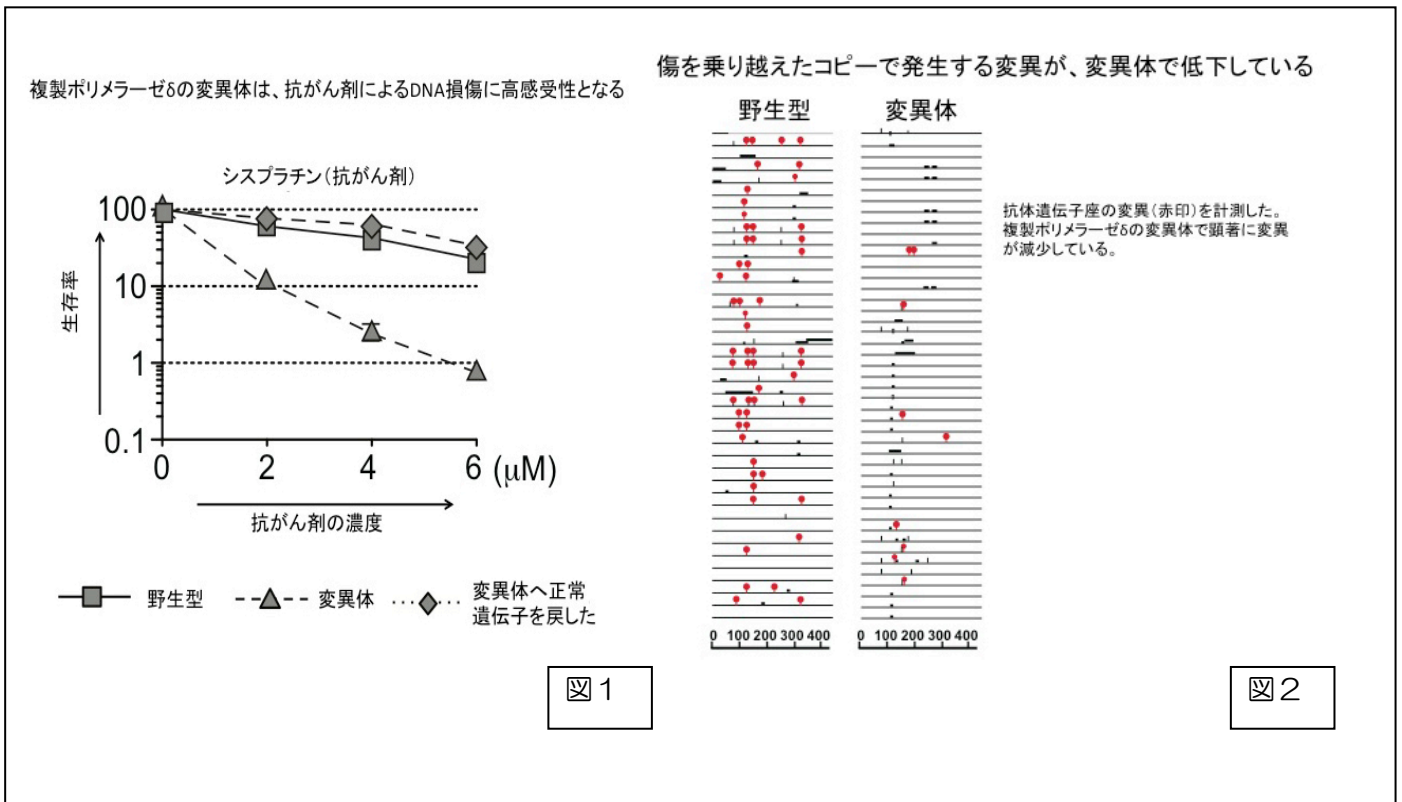 複製ポリメラーゼδの変異体は、抗がん剤によるDNA損傷に高感受性となる
シスプラチン（抗がん剤）
100
10
1
0.1
生存率
0 2 4 6 (μM)
抗がん剤の濃度
野生型
変異体
変異体へ正常
遺伝子を戻した
図１
傷を乗り越えたコピーで発生する変異が、変異体で低下している
野生型 変異体
抗体遺伝子座の変異（赤印）を計測した。
複製ポリメラーゼδの変異体で顕著に変異
が減少している。
0 100 200 300 400
0 100 200 300 400
図２